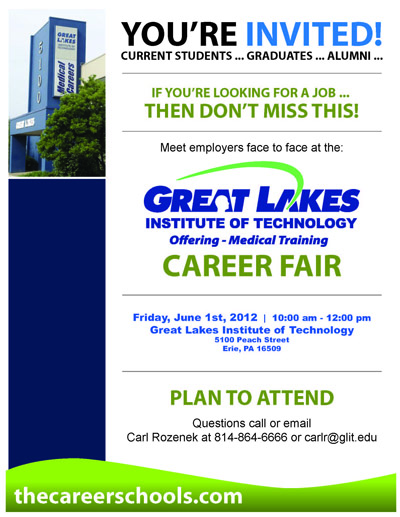 GREAT
LAKES
INSTITUTE OF
TECHNOLOGY
5100
Medical
Careers
YOU'RE INVITED!
CURRENT STUDENTS ... GRADUATES ... ALUMNI ...
IF YOU'RE LOOKING FOR A JOB ...
THEN DON'T MISS THIS!
Meet employers face to face at the:
GREAT LAKES
INSTITUTE OF TECHNOLOGY
Offering - Medical Training
CAREER FAIR
Friday, June 1st, 2012 | 10:00 am - 12:00 pm
Great Lakes Institute of Technology
5100 Peach Street
Erie, PA 16509
PLAN TO ATTEND
Questions call or email
Carl Rozenek at 814-864-6666 or carlr@glit.edu
thecareerschools.com